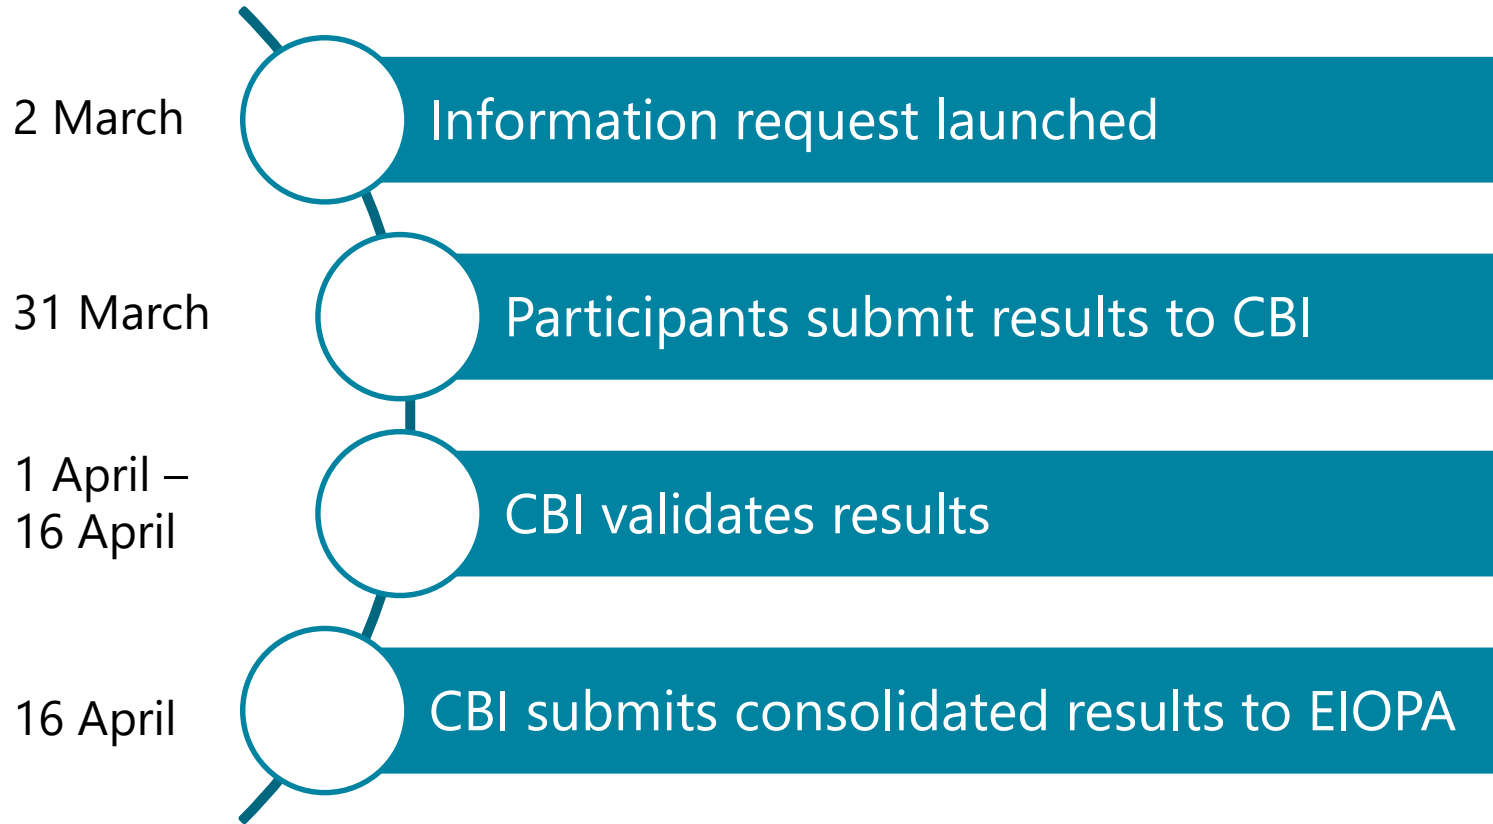 2 March
Information request launched
31 March
Participants submit results to CBI
1 April –
16 April
CBI validates results
16 April
CBI submits consolidated results to EIOPA